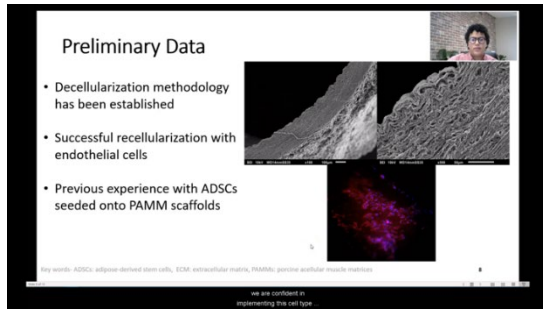 Preliminary Data
• Decellularization methodology
has been established
• Successful recellularization with
endothelial cells
• Previous experience with ADSCs
seeded onto PAMM scaffolds
Key words- ADSCs: adipose-derived stem cells, ECM: extracellular matrix, PAMMs: porcine acellular muscle matrices
8
we are confident in
implementing this cell type ...